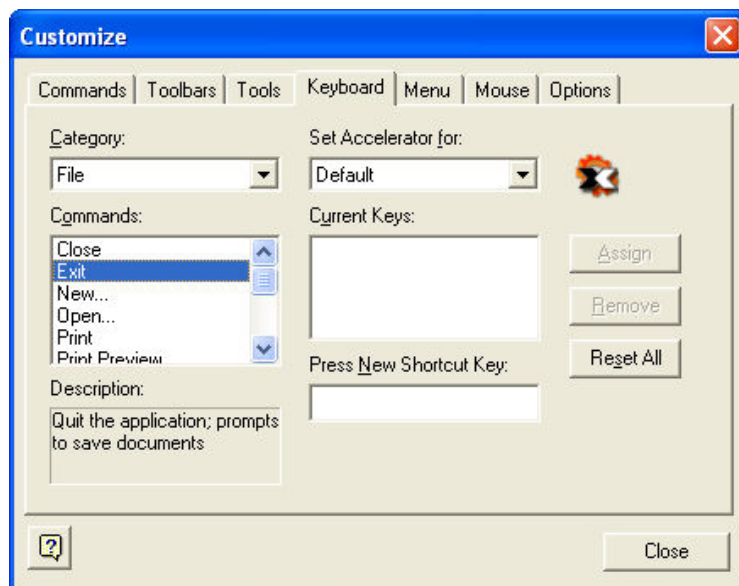 Customize
Commands Toolbars Tools Keyboard Menu Mouse Options
Category:
File
Commands:
Close
Exit
New...
Open...
Print
Print Preview
Description:
Quit the application; prompts
to save documents
Set Accelerator for:
Default
Current Keys:
Press New Shortcut Key:
Assign
Remove
Reset All
?
Close